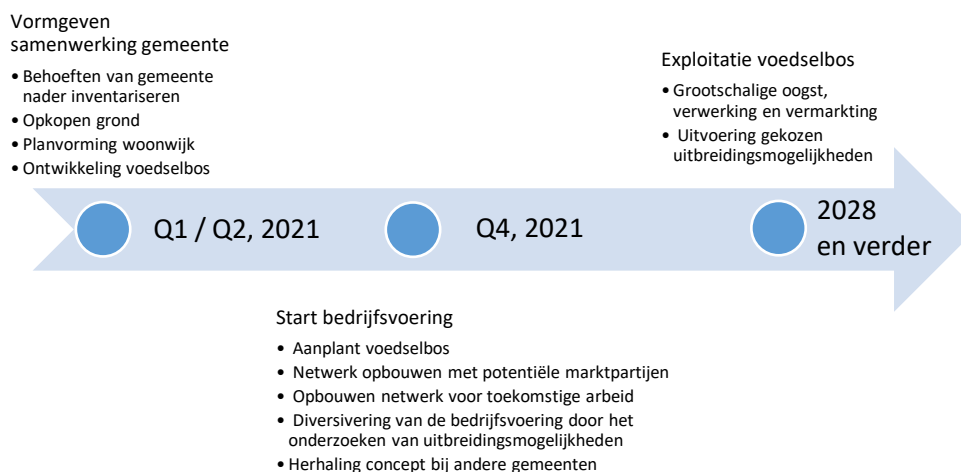 Vormgeven
samenwerking gemeente
• Behoeften van gemeente
nader inventariseren
• Opkopen grond
• Planvorming woonwijk
• Ontwikkeling voedselbos
Exploitatie voedselbos
• Grootschalige oogst,
verwerking en vermarkting
• Uitvoering gekozen
uitbreidingsmogelijkheden
Q1 / Q2, 2021
Q4, 2021
2028
en verder
Start bedrijfsvoering
• Aanplant voedselbos
• Netwerk opbouwen met potentiële marktpartijen
• Opbouwen netwerk voor toekomstige arbeid
• Diversivering van de bedrijfsvoering door het
onderzoeken van uitbreidingsmogelijkheden
• Herhaling concept bij andere gemeenten